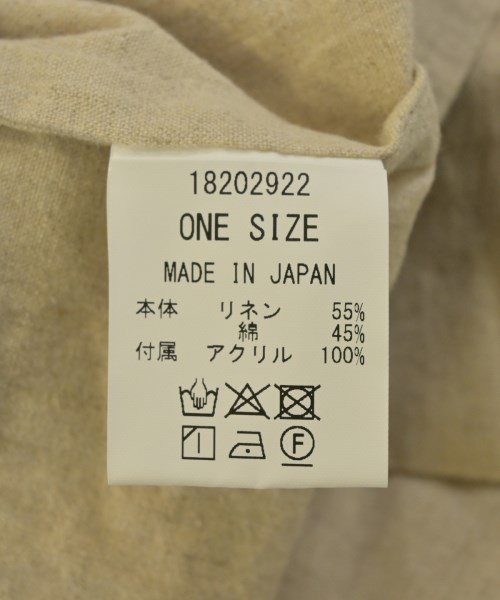 18202922
ONE SIZE
MADE IN JAPAN
本体 リネン 55%
綿 45%
付属 アクリル 100%
F